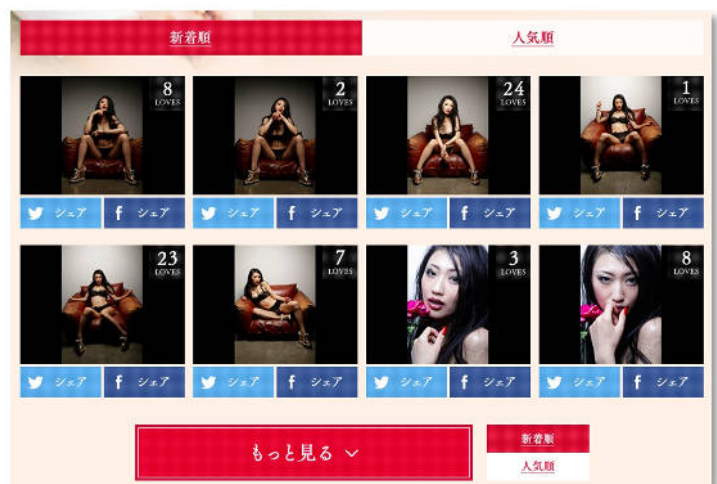 新着順
人気順
8
LOVES
2
LOVES
24
LOVES
1
LOVES
シェア
f シェア
シェア
f シェア
シェア
f シェア
シェア
f シェア
23
LOVES
7
LOVES
3
LOVES
8
LOVES
シェア
f シェア
シェア
f シェア
シェア
f シェア
シェア
f シェア
もっと見る
新着順
人気順